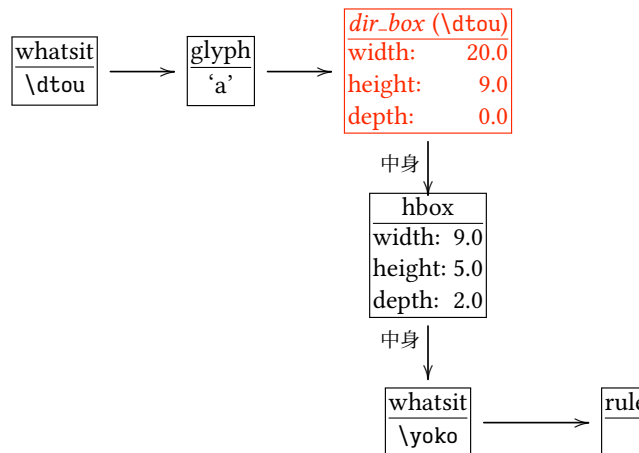 whatsit
\dtou
glyph
‘a’
dir_box (\dtou)
width: 20.0
height: 9.0
depth: 0.0
中身
hbox
width: 9.0
height: 5.0
depth: 2.0
中身
whatsit
\yoko
rule